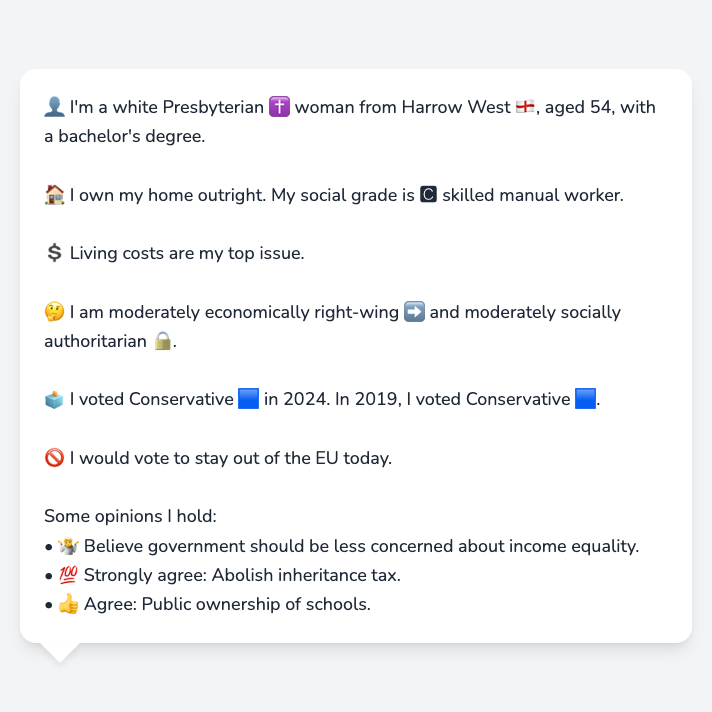 👤 I'm a white Presbyterian ✝️ woman from Harrow West 🏴󠁧󠁢󠁥󠁮󠁧󠁿, aged 54, with
a bachelor's degree.
🏠 I own my home outright. My social grade is 🅲 skilled manual worker.
💲 Living costs are my top issue.
🤔 I am moderately economically right-wing ➡️ and moderately socially
authoritarian 🔒.
🗳️ I voted Conservative 🟦 in 2024. In 2019, I voted Conservative 🟦.
🚫 I would vote to stay out of the EU today.
Some opinions I hold:
• 🤷 Believe government should be less concerned about income equality.
• 💯 Strongly agree: Abolish inheritance tax.
• 👍 Agree: Public ownership of schools.